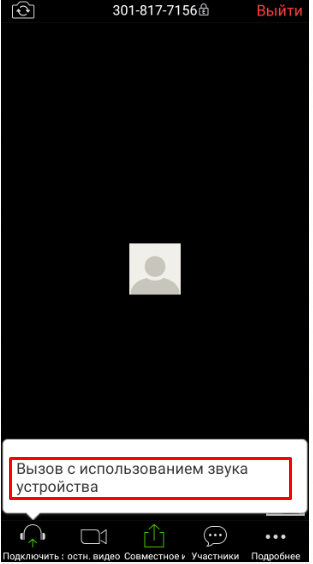 301-817-7156
Выйти
Вызов с использованием звука
устройства
Подключить з
остн. видео
Совместное и
Участники
Подробнее